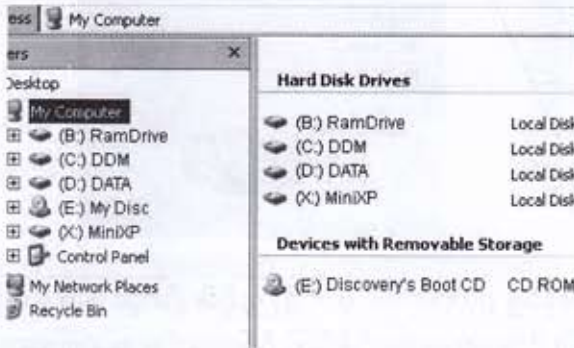 ess My Computer
ers
Desktop
My Computer
(B:) RamDrive
(C:) DDM
(D:) DATA
(E:) My Disc
(X:) MiniXP
Control Panel
My Network Places
Recycle Bin
Hard Disk Drives
(B:) RamDrive Local Disk
(C:) DDM Local Disk
(D:) DATA Local Disk
(X:) MiniXP Local Disk
Devices with Removable Storage
(E:) Discovery's Boot CD CD ROM